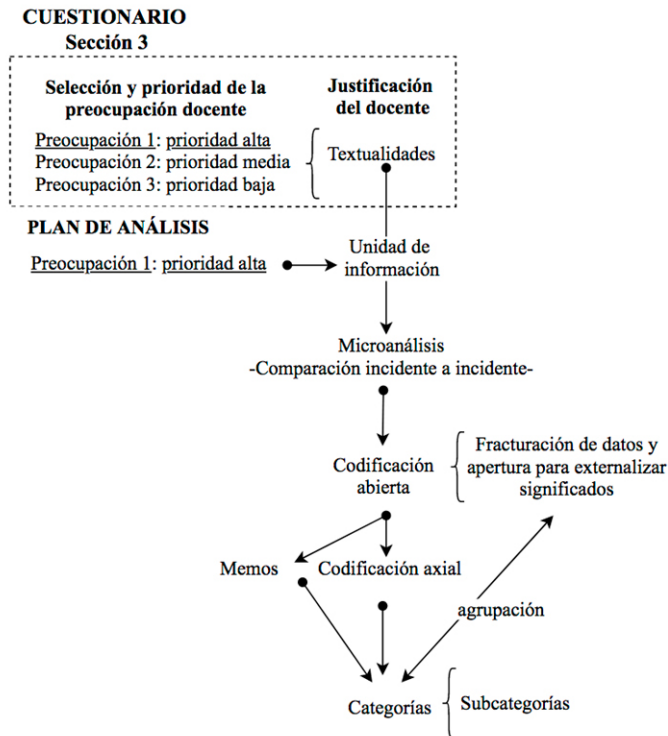 CUESTIONARIO
Sección 3
Selección y prioridad de la
preocupación docente
Justificación
del docente
Preocupación 1: prioridad alta
Preocupación 2: prioridad media
Preocupación 3: prioridad baja
Textualidades
PLAN DE ANÁLISIS
Preocupación 1: prioridad alta
Unidad de
información
Microanálisis
-Comparación incidente a incidente-
Codificación
abierta
Fracturación de datos y
apertura para externalizar
significados
Memos
Codificación axial
agrupación
Categorías
Subcategorías